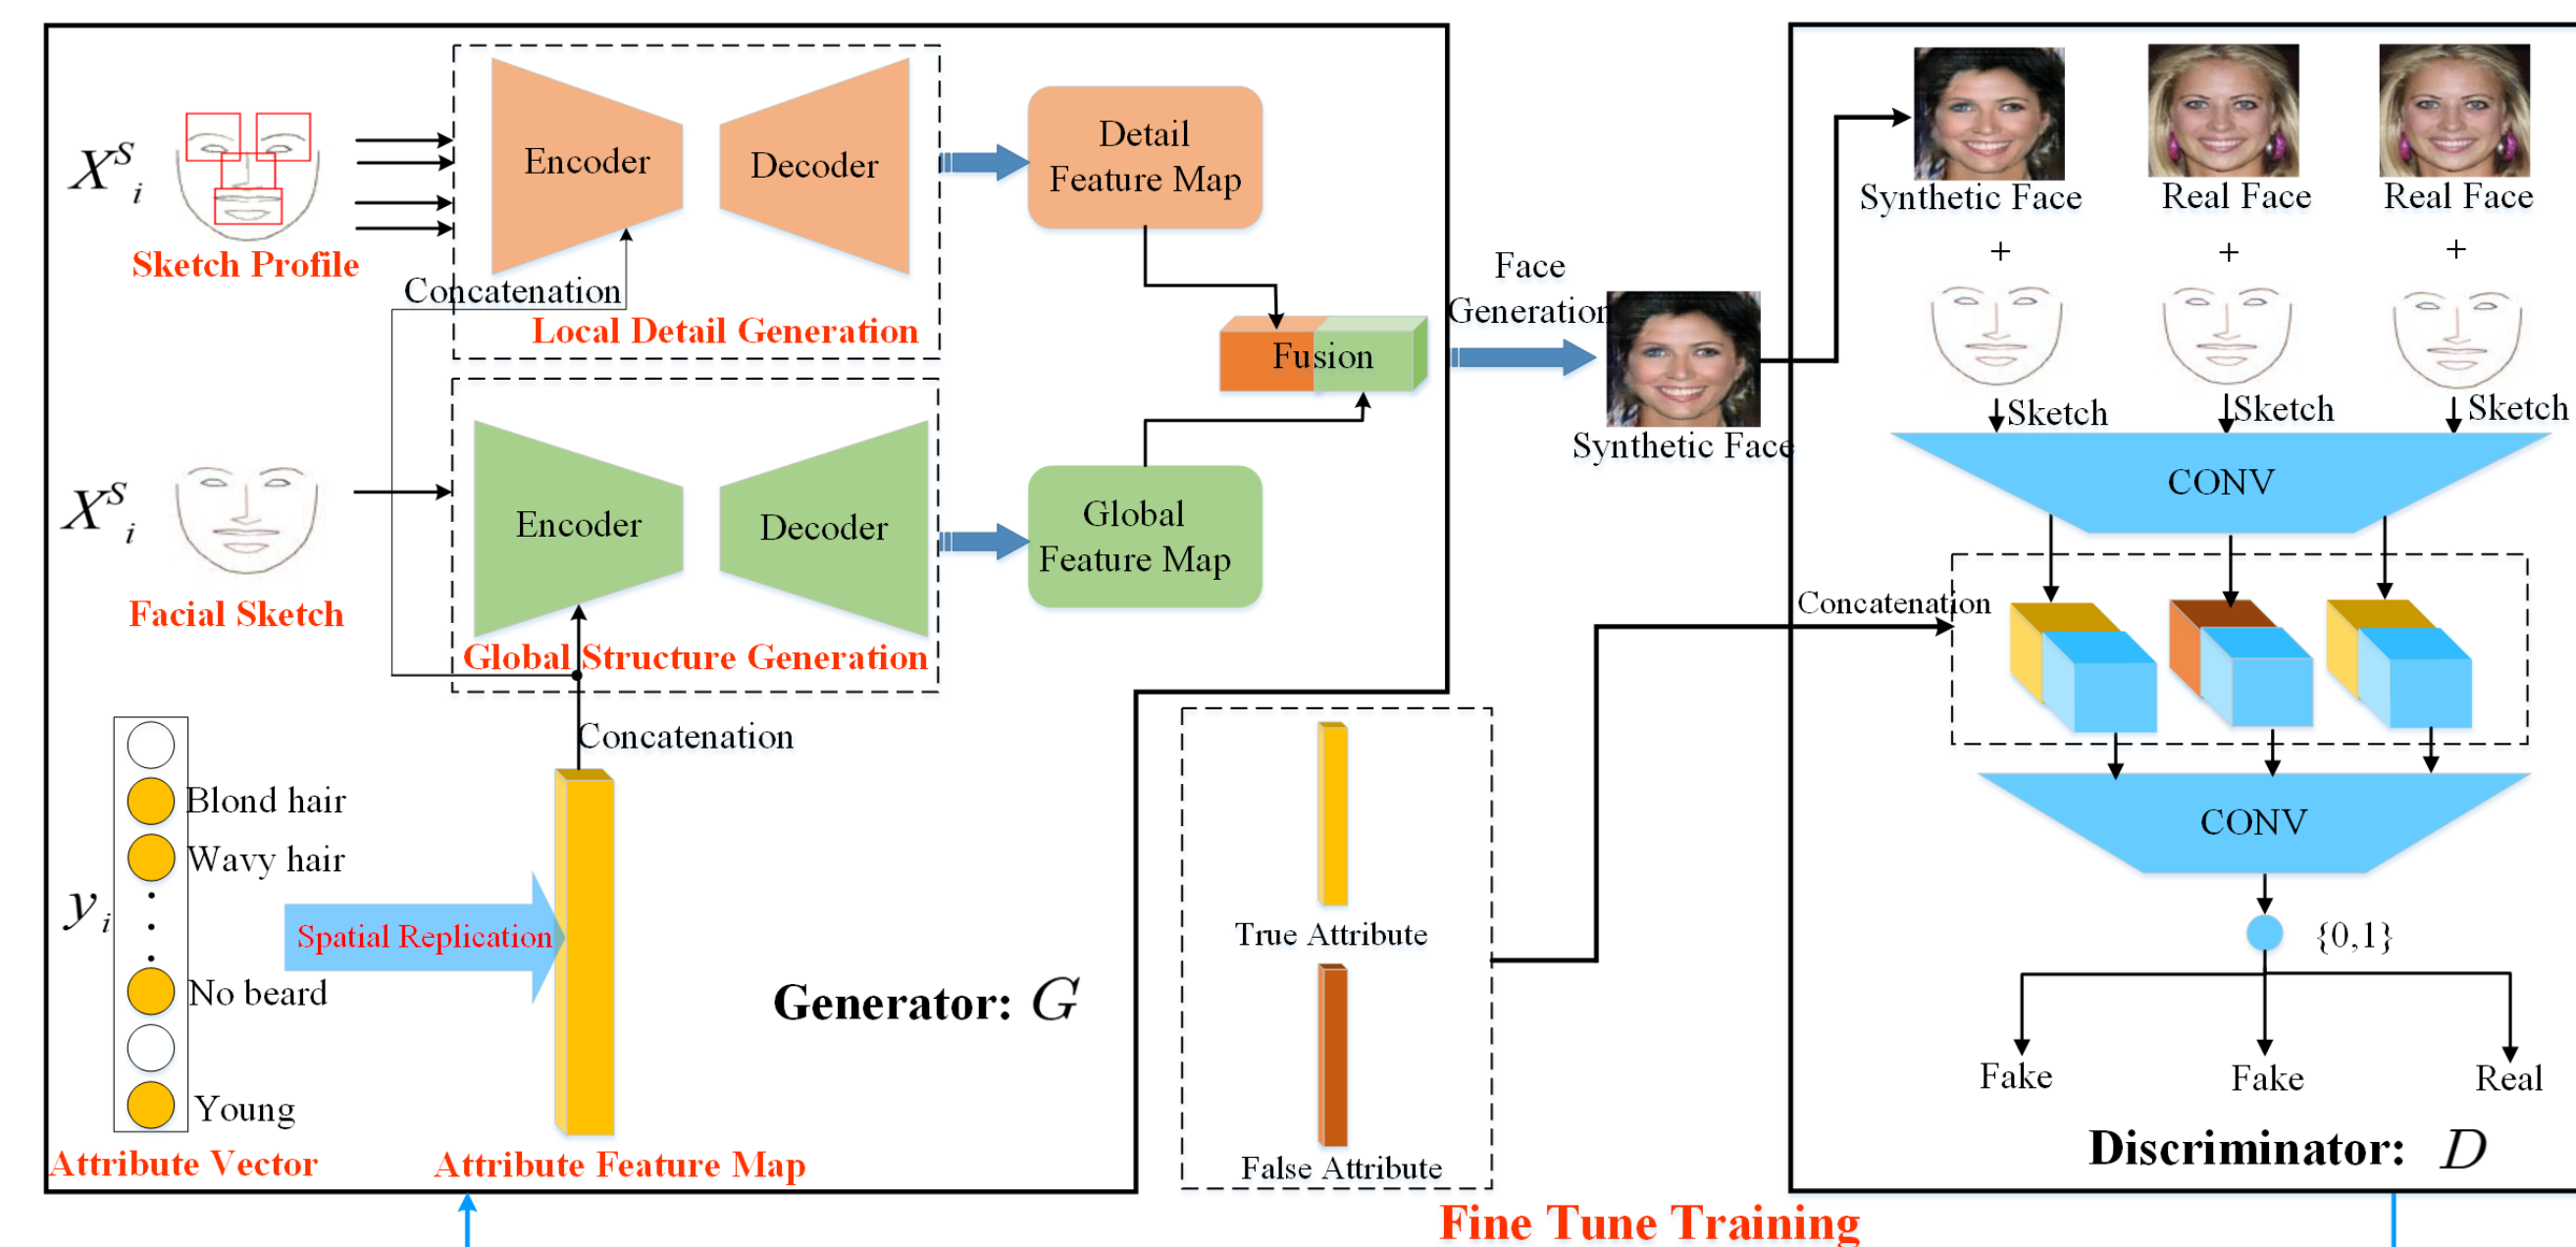 X^S_i
Sketch Profile
Encoder
Decoder
Concatenation
Local Detail Generation
Detail
Feature Map
Fusion
X^S_i
Facial Sketch
Encoder
Decoder
Global Structure Generation
Global
Feature Map
Concatenation
y_i
Blond hair
Wavy hair
No beard
Young
Attribute Vector
Spatial Replication
Attribute Feature Map
Generator: G
Face
Generation
Synthetic Face
True Attribute
False Attribute
Synthetic Face
Real Face
Real Face
+
+
+
Sketch
Sketch
Sketch
CONV
Concatenation
CONV
{0,1}
Fake
Fake
Real
Discriminator: D
Fine Tune Training